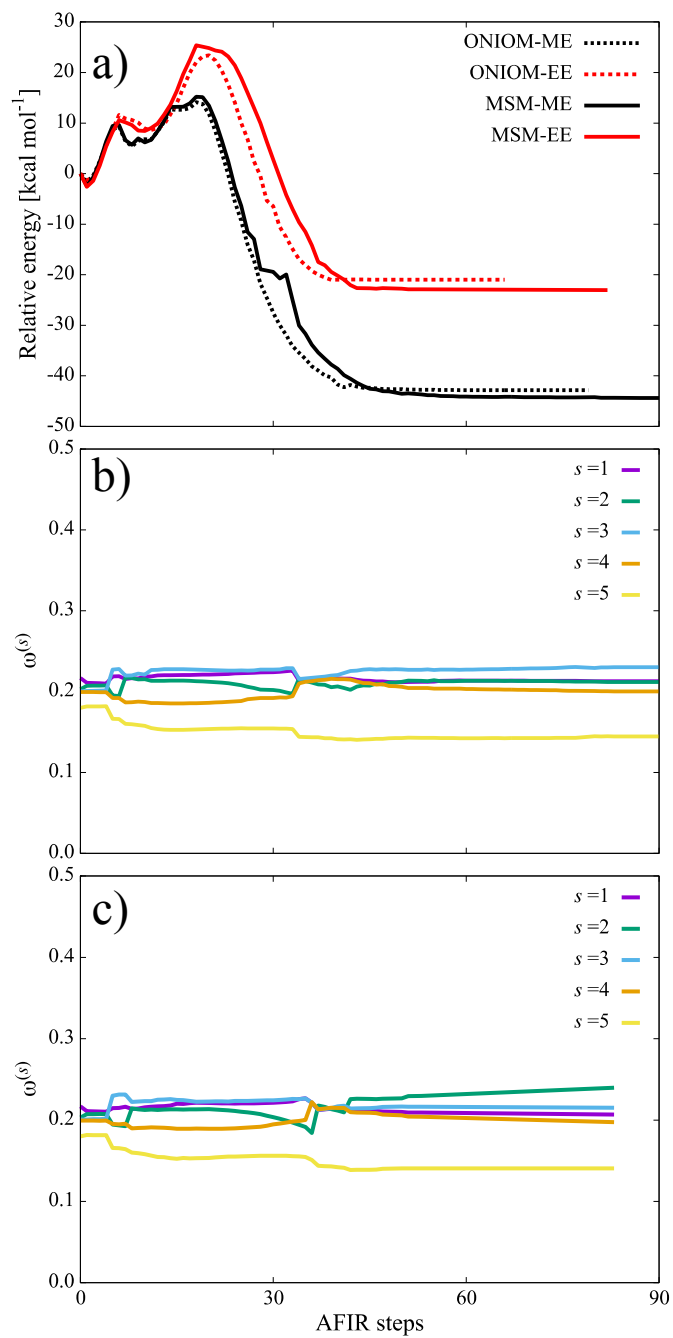 a)
ONIOM-ME
ONIOM-EE
MSM-ME
MSM-EE
Relative energy [kcal mol⁻¹]
30
20
10
0
-10
-20
-30
-40
-50
b)
s =1
s =2
s =3
s =4
s =5
ω⁽ˢ⁾
0.5
0.4
0.3
0.2
0.1
0.0
c)
s =1
s =2
s =3
s =4
s =5
ω⁽ˢ⁾
0.5
0.4
0.3
0.2
0.1
0.0
0 30 60 90
AFIR steps